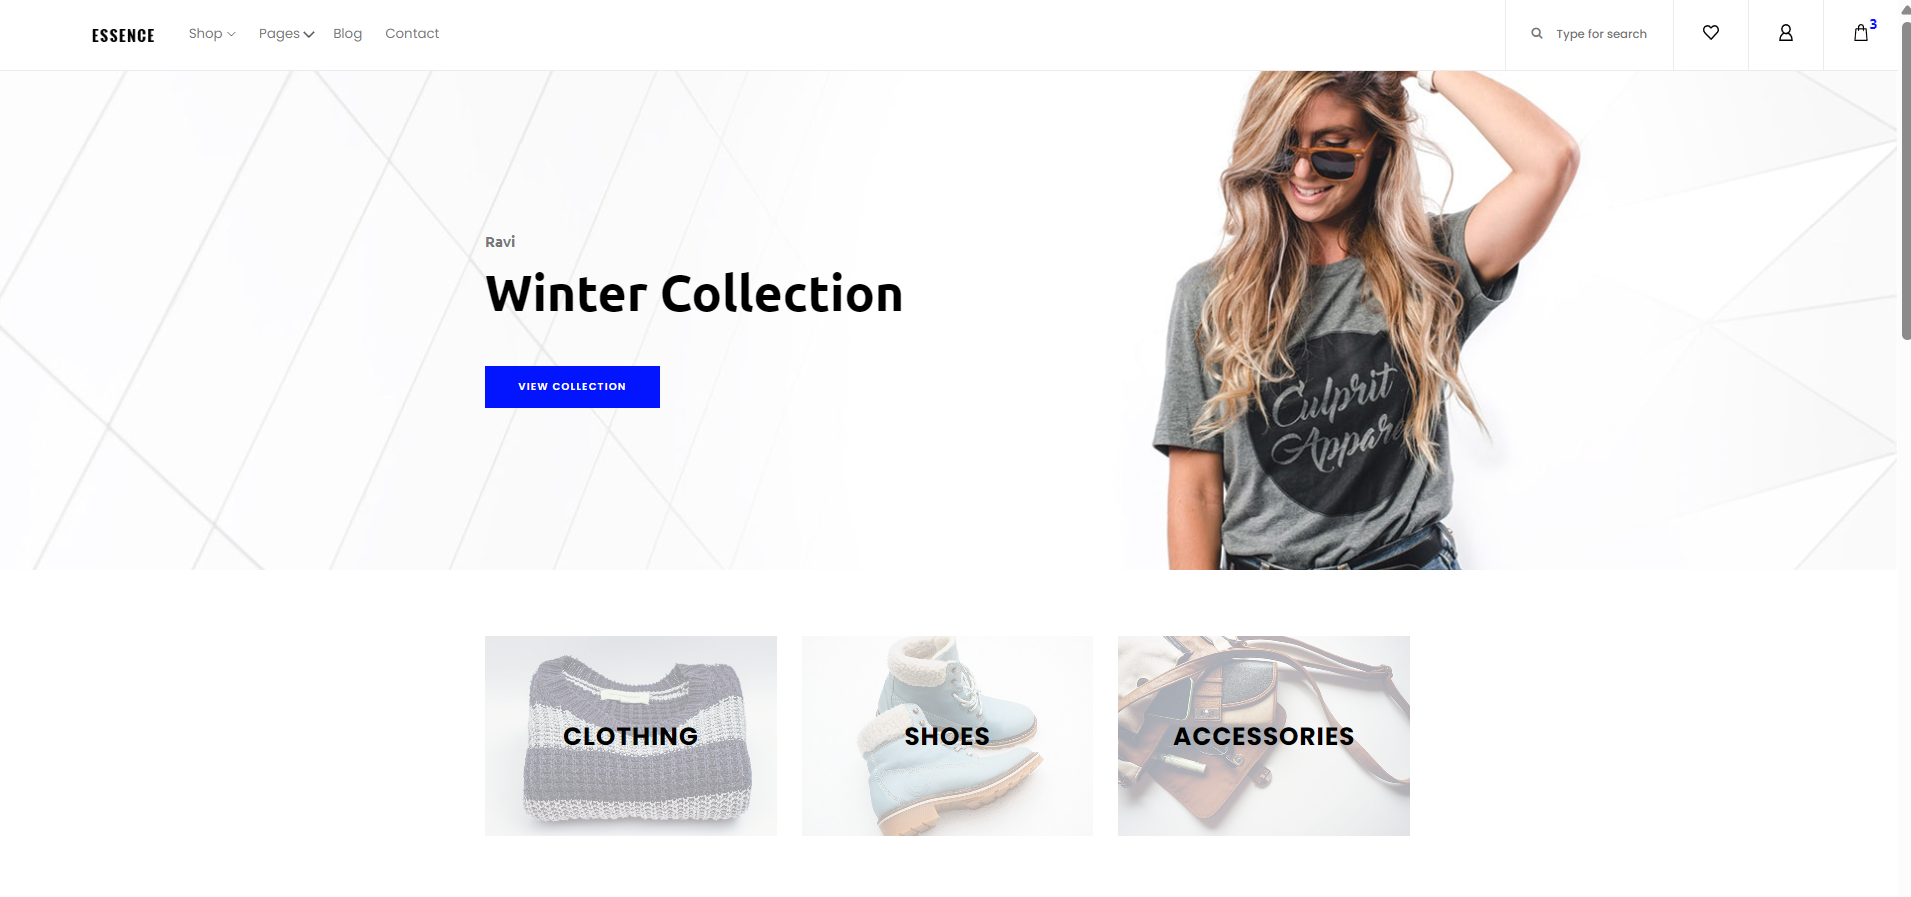 ESSENCE
Shop
Pages
Blog
Contact
Type for search
3
Ravi
Winter Collection
VIEW COLLECTION
Culprit
Appare
CLOTHING
SHOES
ACCESSORIES